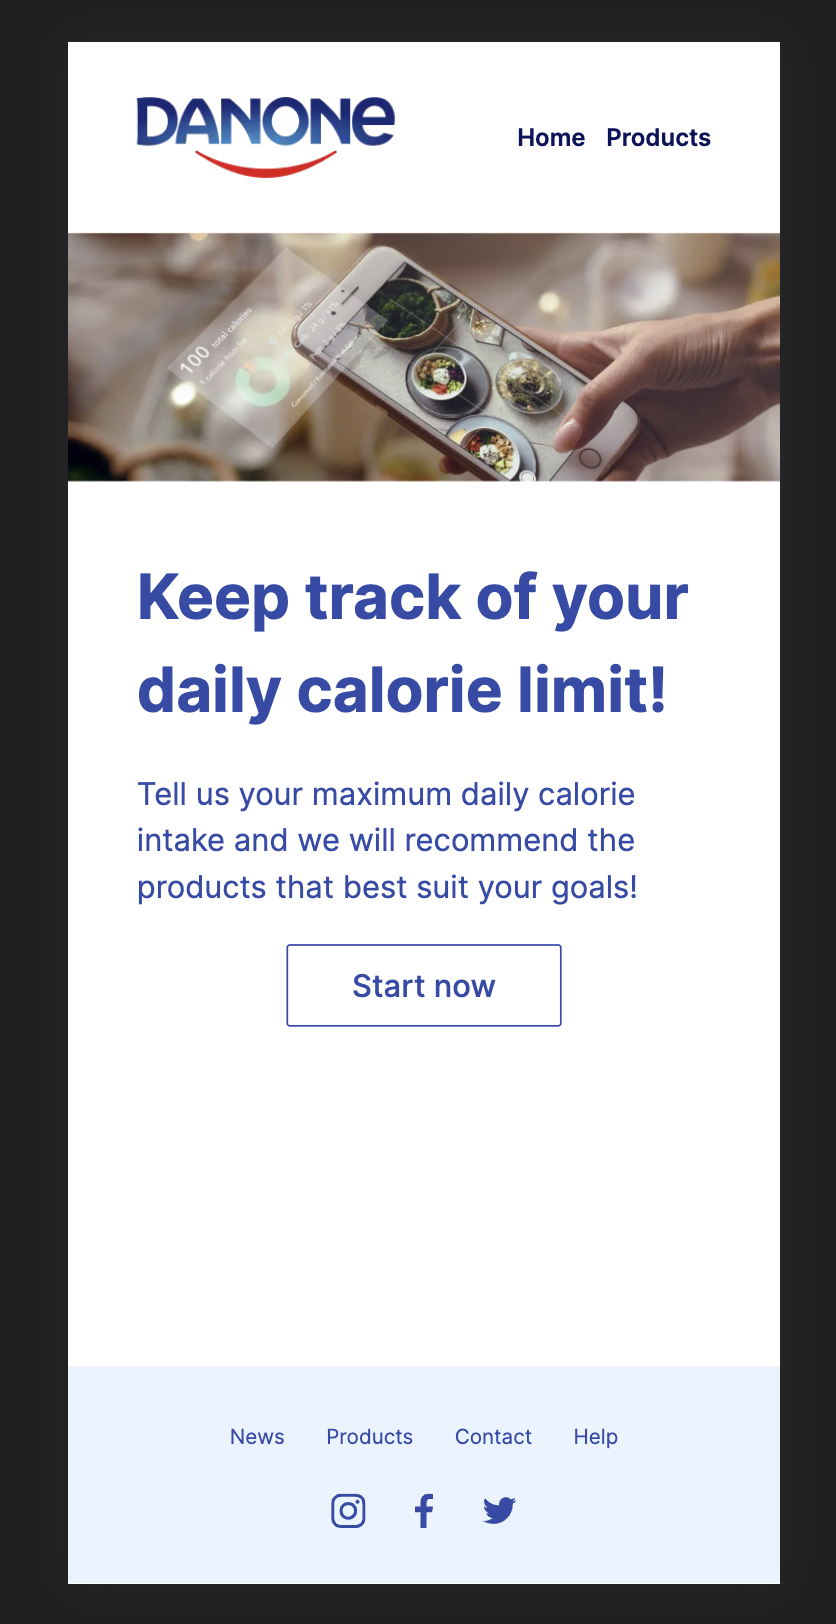 DANONE
Home Products
100 total calories
Keep track of your
daily calorie limit!
Tell us your maximum daily calorie
intake and we will recommend the
products that best suit your goals!
Start now
News Products Contact Help